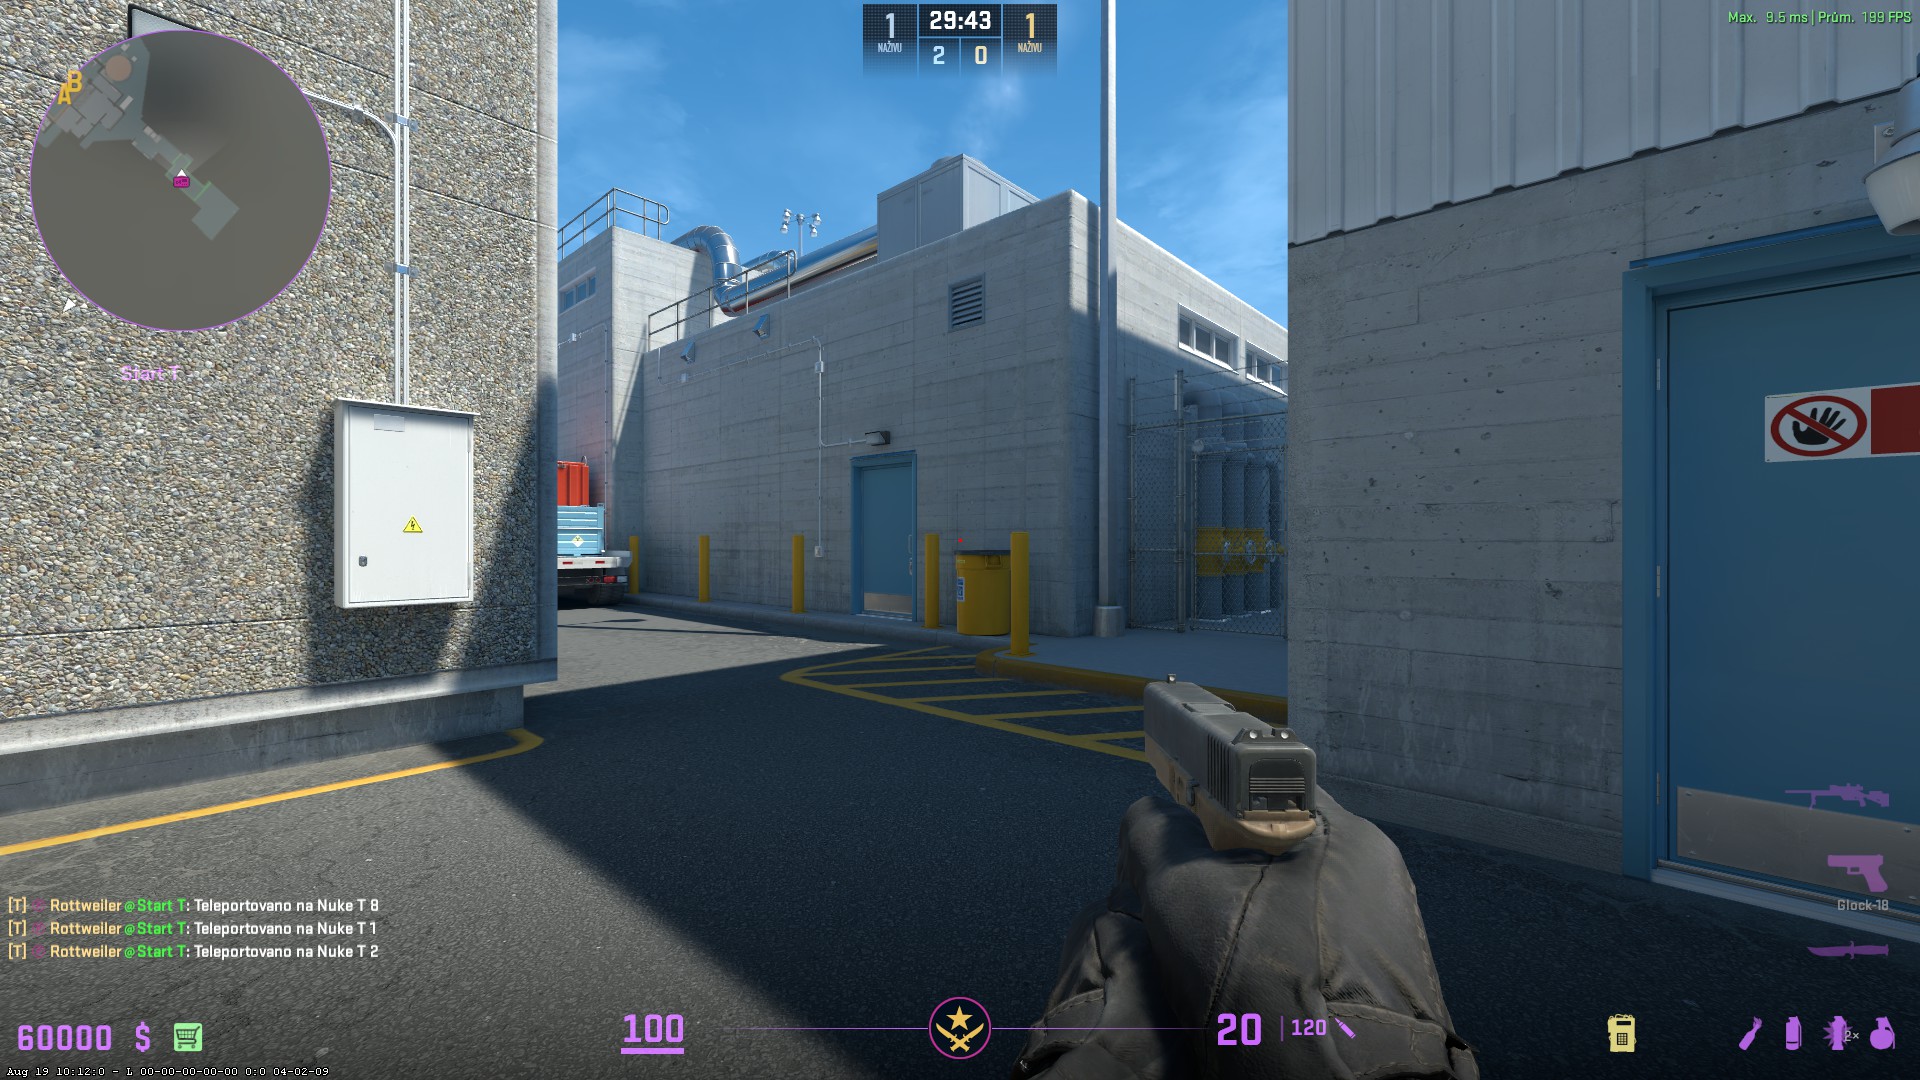 1
NAŽIVU
29:43
2 0
1
NAŽIVU
Max. 9.5 ms | Prům. 199 FPS
B
A
Start T
[T] Rottweiler@Start T: Teleportovano na Nuke T 8
[T] Rottweiler@Start T: Teleportovano na Nuke T 1
[T] Rottweiler@Start T: Teleportovano na Nuke T 2
Glock-18
60000 $
100
20 | 120
2×
Aug 19 10:12:0 - L 00-00-00-00-00 0:0 04-02-09